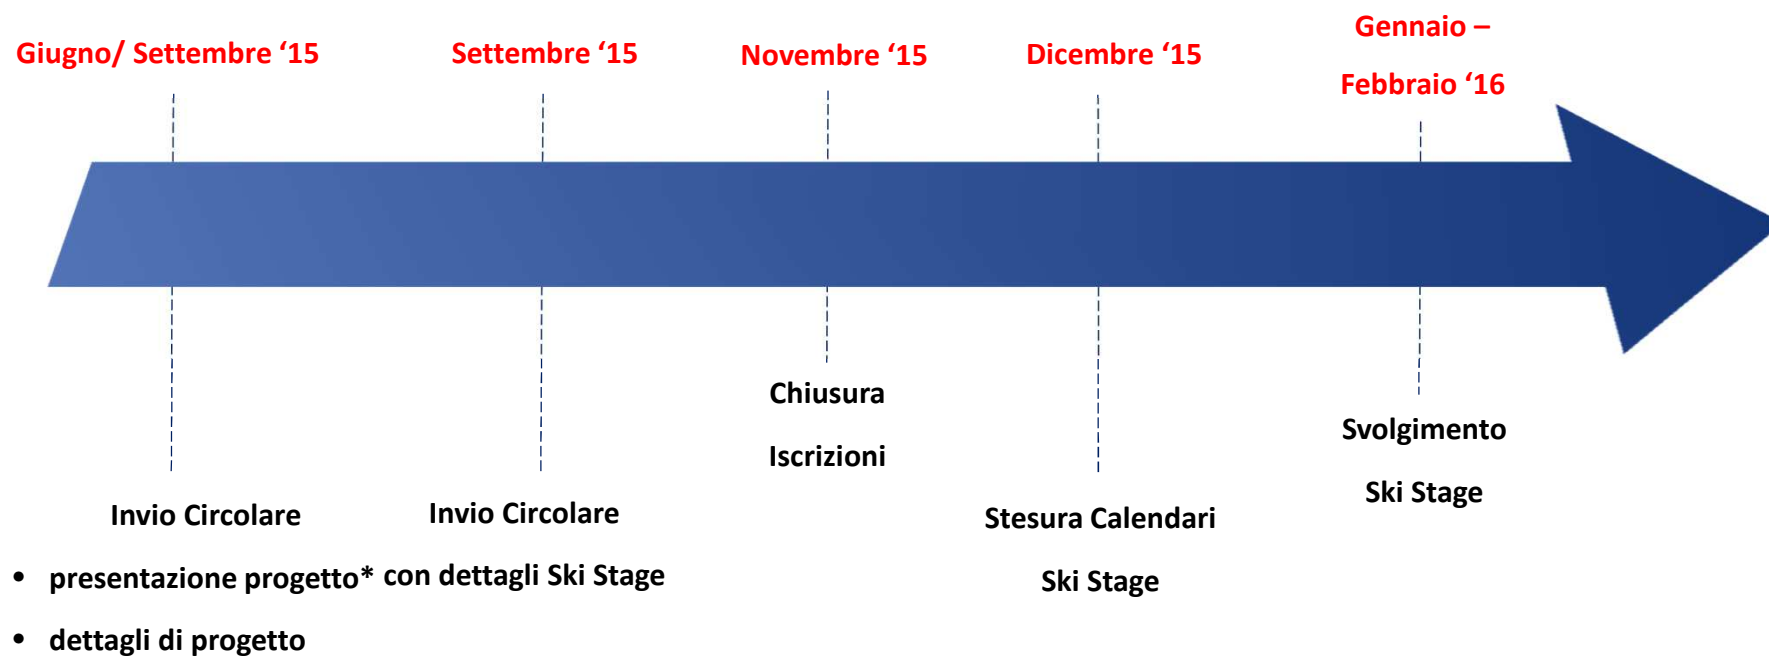 Giugno/ Settembre ‘15
Settembre ‘15
Novembre ‘15
Dicembre ‘15
Gennaio –
Febbraio ‘16
Invio Circolare
• presentazione progetto*
• dettagli di progetto
Invio Circolare
con dettagli Ski Stage
Chiusura
Iscrizioni
Stesura Calendari
Ski Stage
Svolgimento
Ski Stage